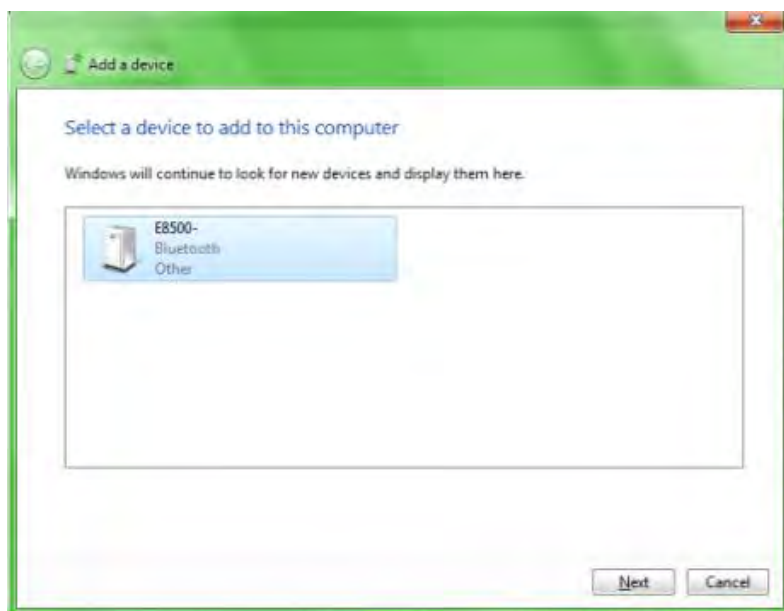 Add a device
Select a device to add to this computer
Windows will continue to look for new devices and display them here.
E8500-
Bluetooth
Other
Next
Cancel